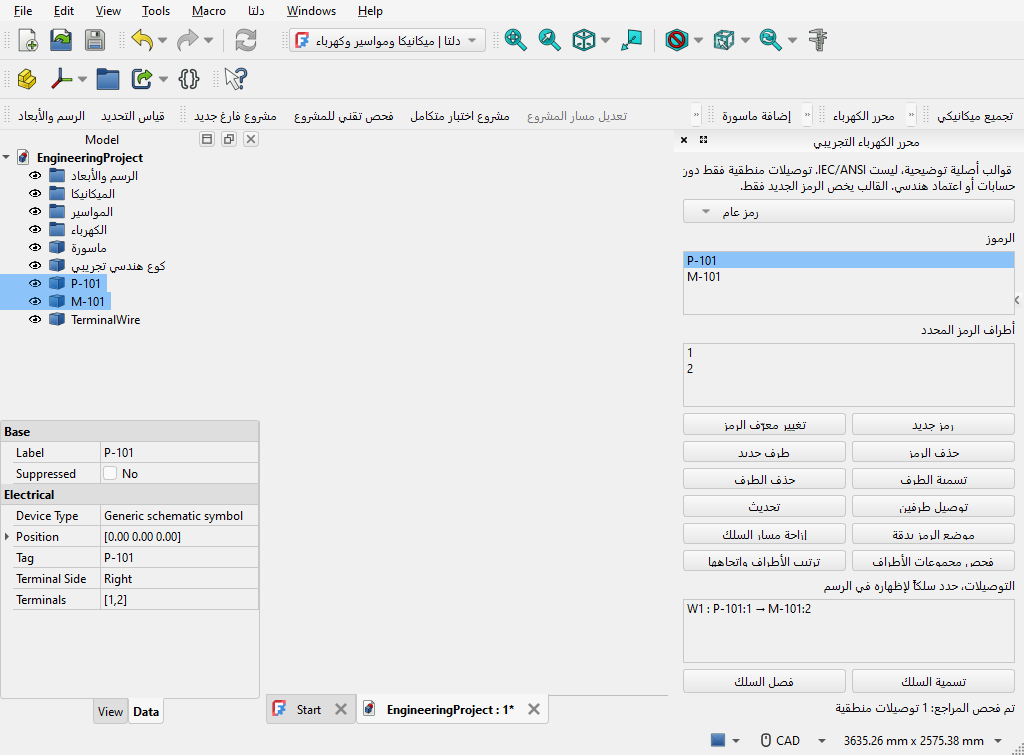 File Edit View Tools Macro دلتا Windows Help
دلتا | ميكانيكا ومواسير وكهرباء
الرسم والأبعاد قياس التحديد مشروع فارغ جديد فحص تقني للمشروع مشروع اختبار متكامل تعديل مسار المشروع إضافة ماسورة محرر الكهرباء تجميع ميكانيكي
Model
EngineeringProject
الرسم والأبعاد
الميكانيكا
المواسير
الكهرباء
ماسورة
كوع هندسي تجريبي
P-101
M-101
TerminalWire
Base
Label P-101
Suppressed No
Electrical
Device Type Generic schematic symbol
Position [0.00 0.00 0.00]
Tag P-101
Terminal Side Right
Terminals [1,2]
View Data
Start EngineeringProject : 1*
محرر الكهرباء التجريبي
قوالب أصلية توضيحية، ليست IEC/ANSI. توصيلات منطقية فقط دون
حسابات أو اعتماد هندسي. القالب يخص الرمز الجديد فقط.
رمز عام
الرموز
P-101
M-101
أطراف الرمز المحدد
1
2
رمز جديد تغيير معرّف الرمز
حذف الرمز طرف جديد
تسمية الطرف حذف الطرف
توصيل طرفين تحديث
موضع الرمز بدقة إزاحة مسار السلك
فحص مجموعات الأطراف ترتيب الأطراف واتجاهها
التوصيلات، حدد سلكاً لإظهاره في الرسم
W1 : P-101:1 → M-101:2
تسمية السلك فصل السلك
تم فحص المراجع: 1 توصيلات منطقية
CAD 3635.26 mm x 2575.38 mm